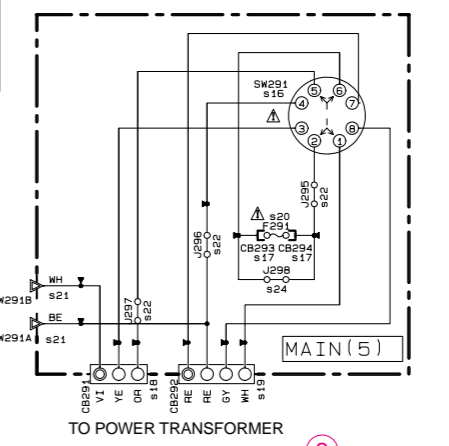 SW291
s16
5
6
4
7
3
8
2
1
J295
s22
s20
F291
CB293 CB294
s17 s17
J296
s22
J298
s24
WH
s21
W291B
J297
s22
BE
s21
W291A
MAIN(5)
CB291
VI
YE
OR
s18
CB292
RE
RE
GY
WH
s19
TO POWER TRANSFORMER